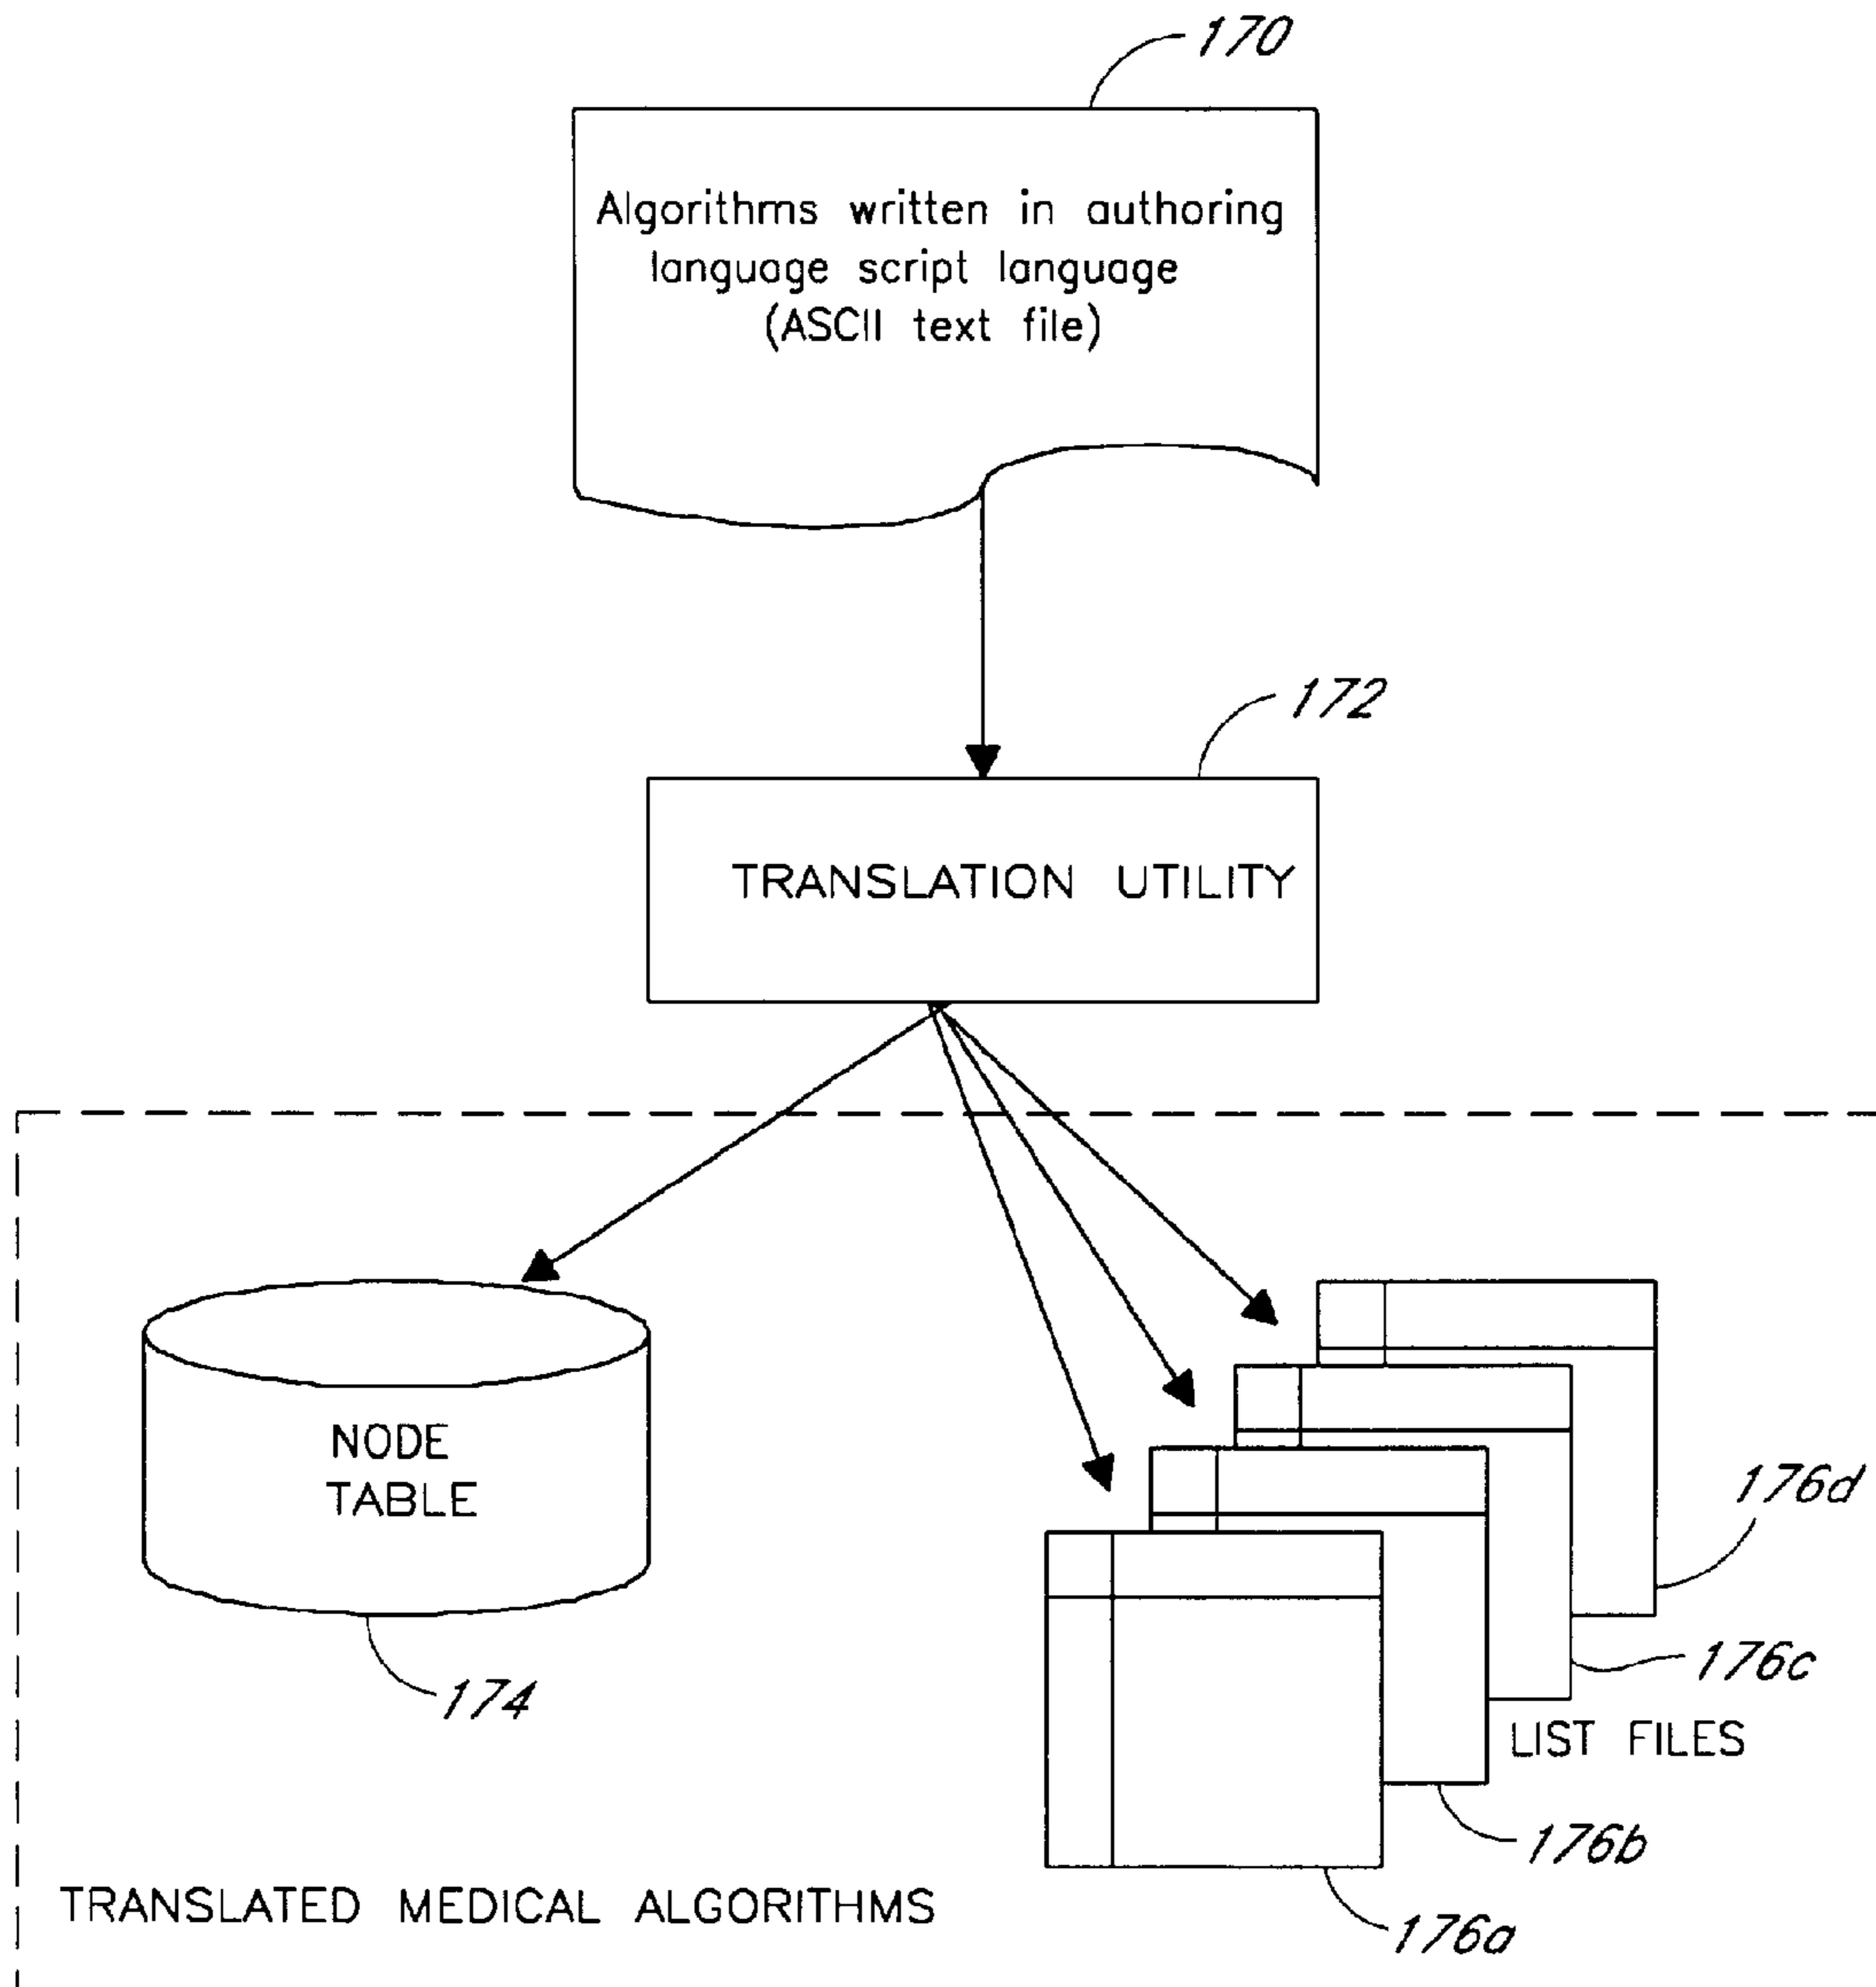 170
Algorithms written in authoring
language script language
(ASCII text file)
172
TRANSLATION UTILITY
NODE
TABLE
174
176d
176c
LIST FILES
176b
176a
TRANSLATED MEDICAL ALGORITHMS